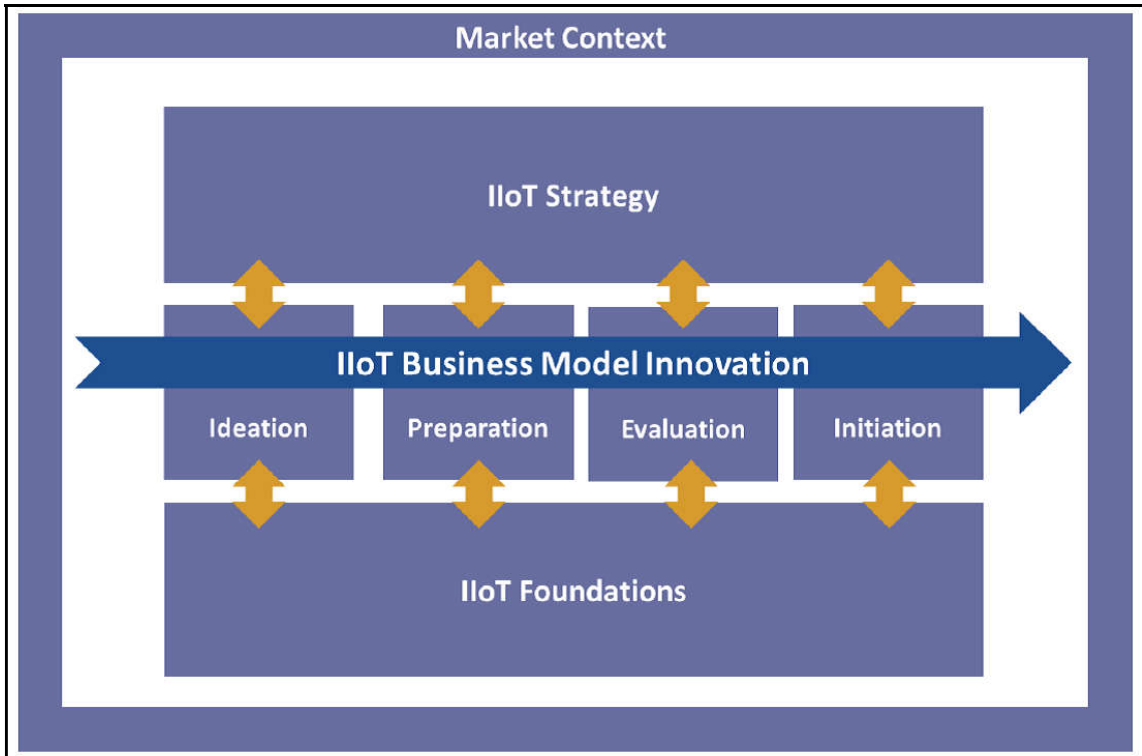 Market Context
IIoT Strategy
IIoT Business Model Innovation
Ideation
Preparation
Evaluation
Initiation
IIoT Foundations